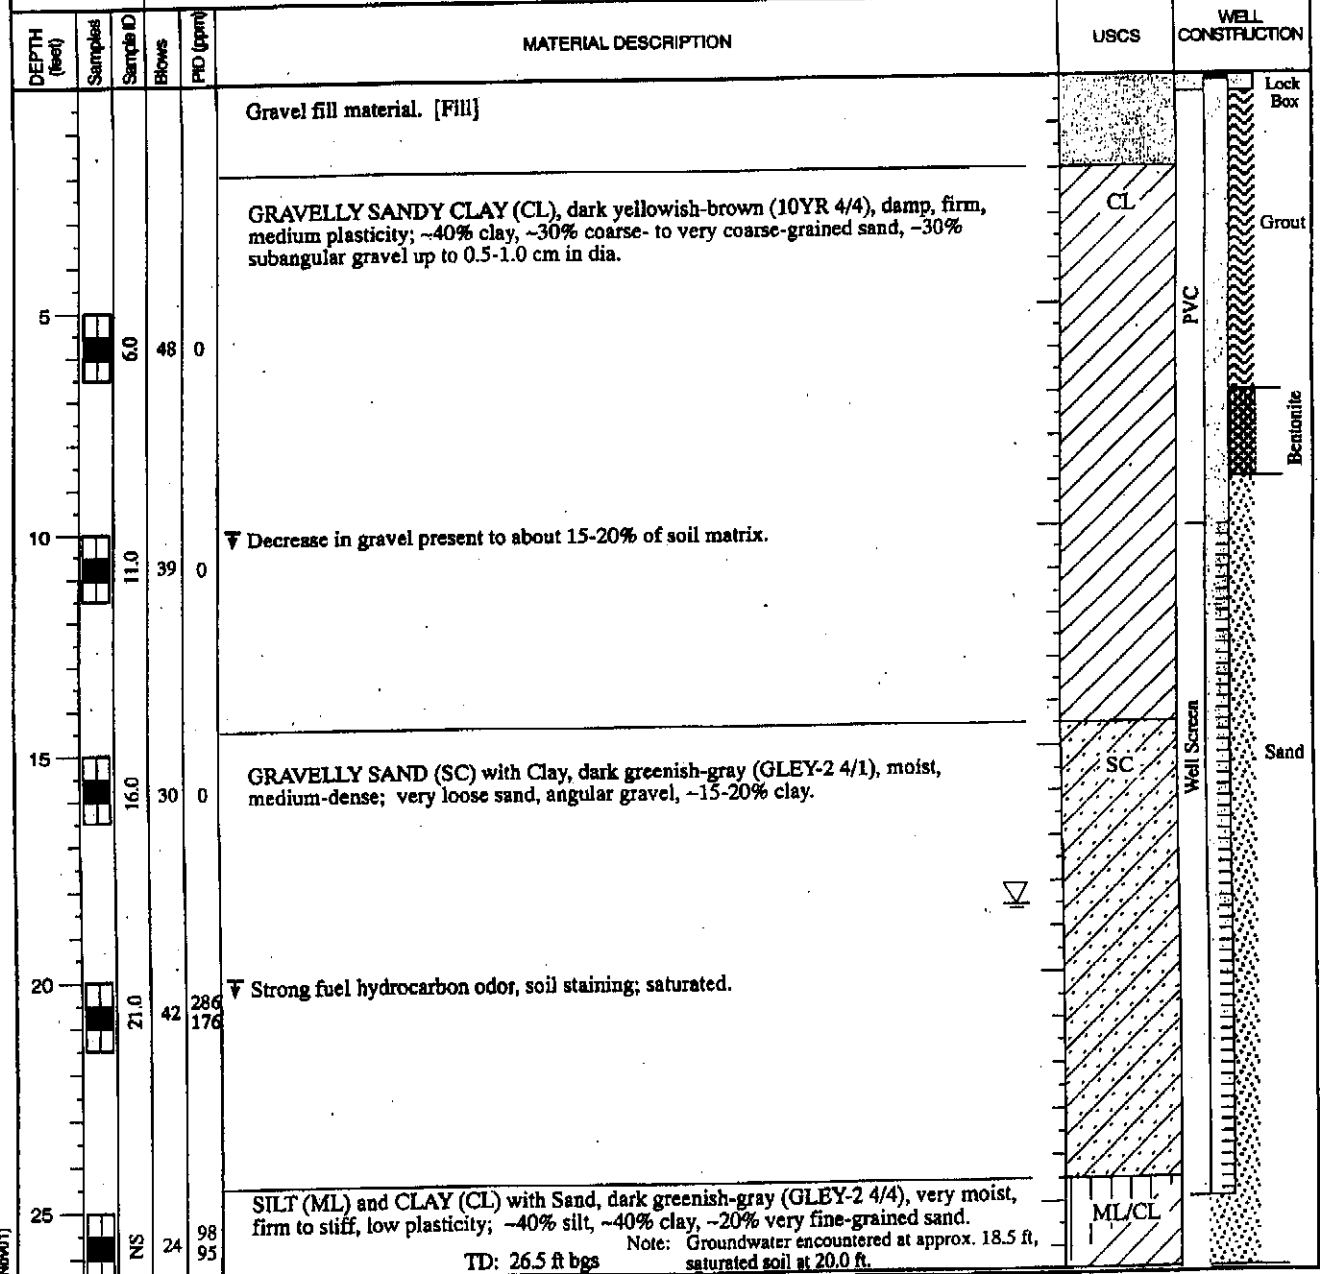 DEPTH (feet)
Samples
Sample ID
Blows
PID (ppm)
MATERIAL DESCRIPTION
USCS
WELL
CONSTRUCTION
Lock
Box
Gravel fill material. [Fill]
CL
GRAVELLY SANDY CLAY (CL), dark yellowish-brown (10YR 4/4), damp, firm,
medium plasticity; ~40% clay, ~30% coarse- to very coarse-grained sand, ~30%
subangular gravel up to 0.5-1.0 cm in dia.
Grout
PVC
5
6.0
48
0
Bentonite
10
11.0
39
0
Decrease in gravel present to about 15-20% of soil matrix.
15
16.0
30
0
GRAVELLY SAND (SC) with Clay, dark greenish-gray (GLEY-2 4/1), moist,
medium-dense; very loose sand, angular gravel, ~15-20% clay.
SC
Well Screen
Sand
20
21.0
42
286
176
Strong fuel hydrocarbon odor, soil staining; saturated.
25
NS
24
98
95
SILT (ML) and CLAY (CL) with Sand, dark greenish-gray (GLEY-2 4/4), very moist,
firm to stiff, low plasticity; ~40% silt, ~40% clay, ~20% very fine-grained sand.
ML/CL
Note: Groundwater encountered at approx. 18.5 ft,
TD: 26.5 ft bgs
saturated soil at 20.0 ft.